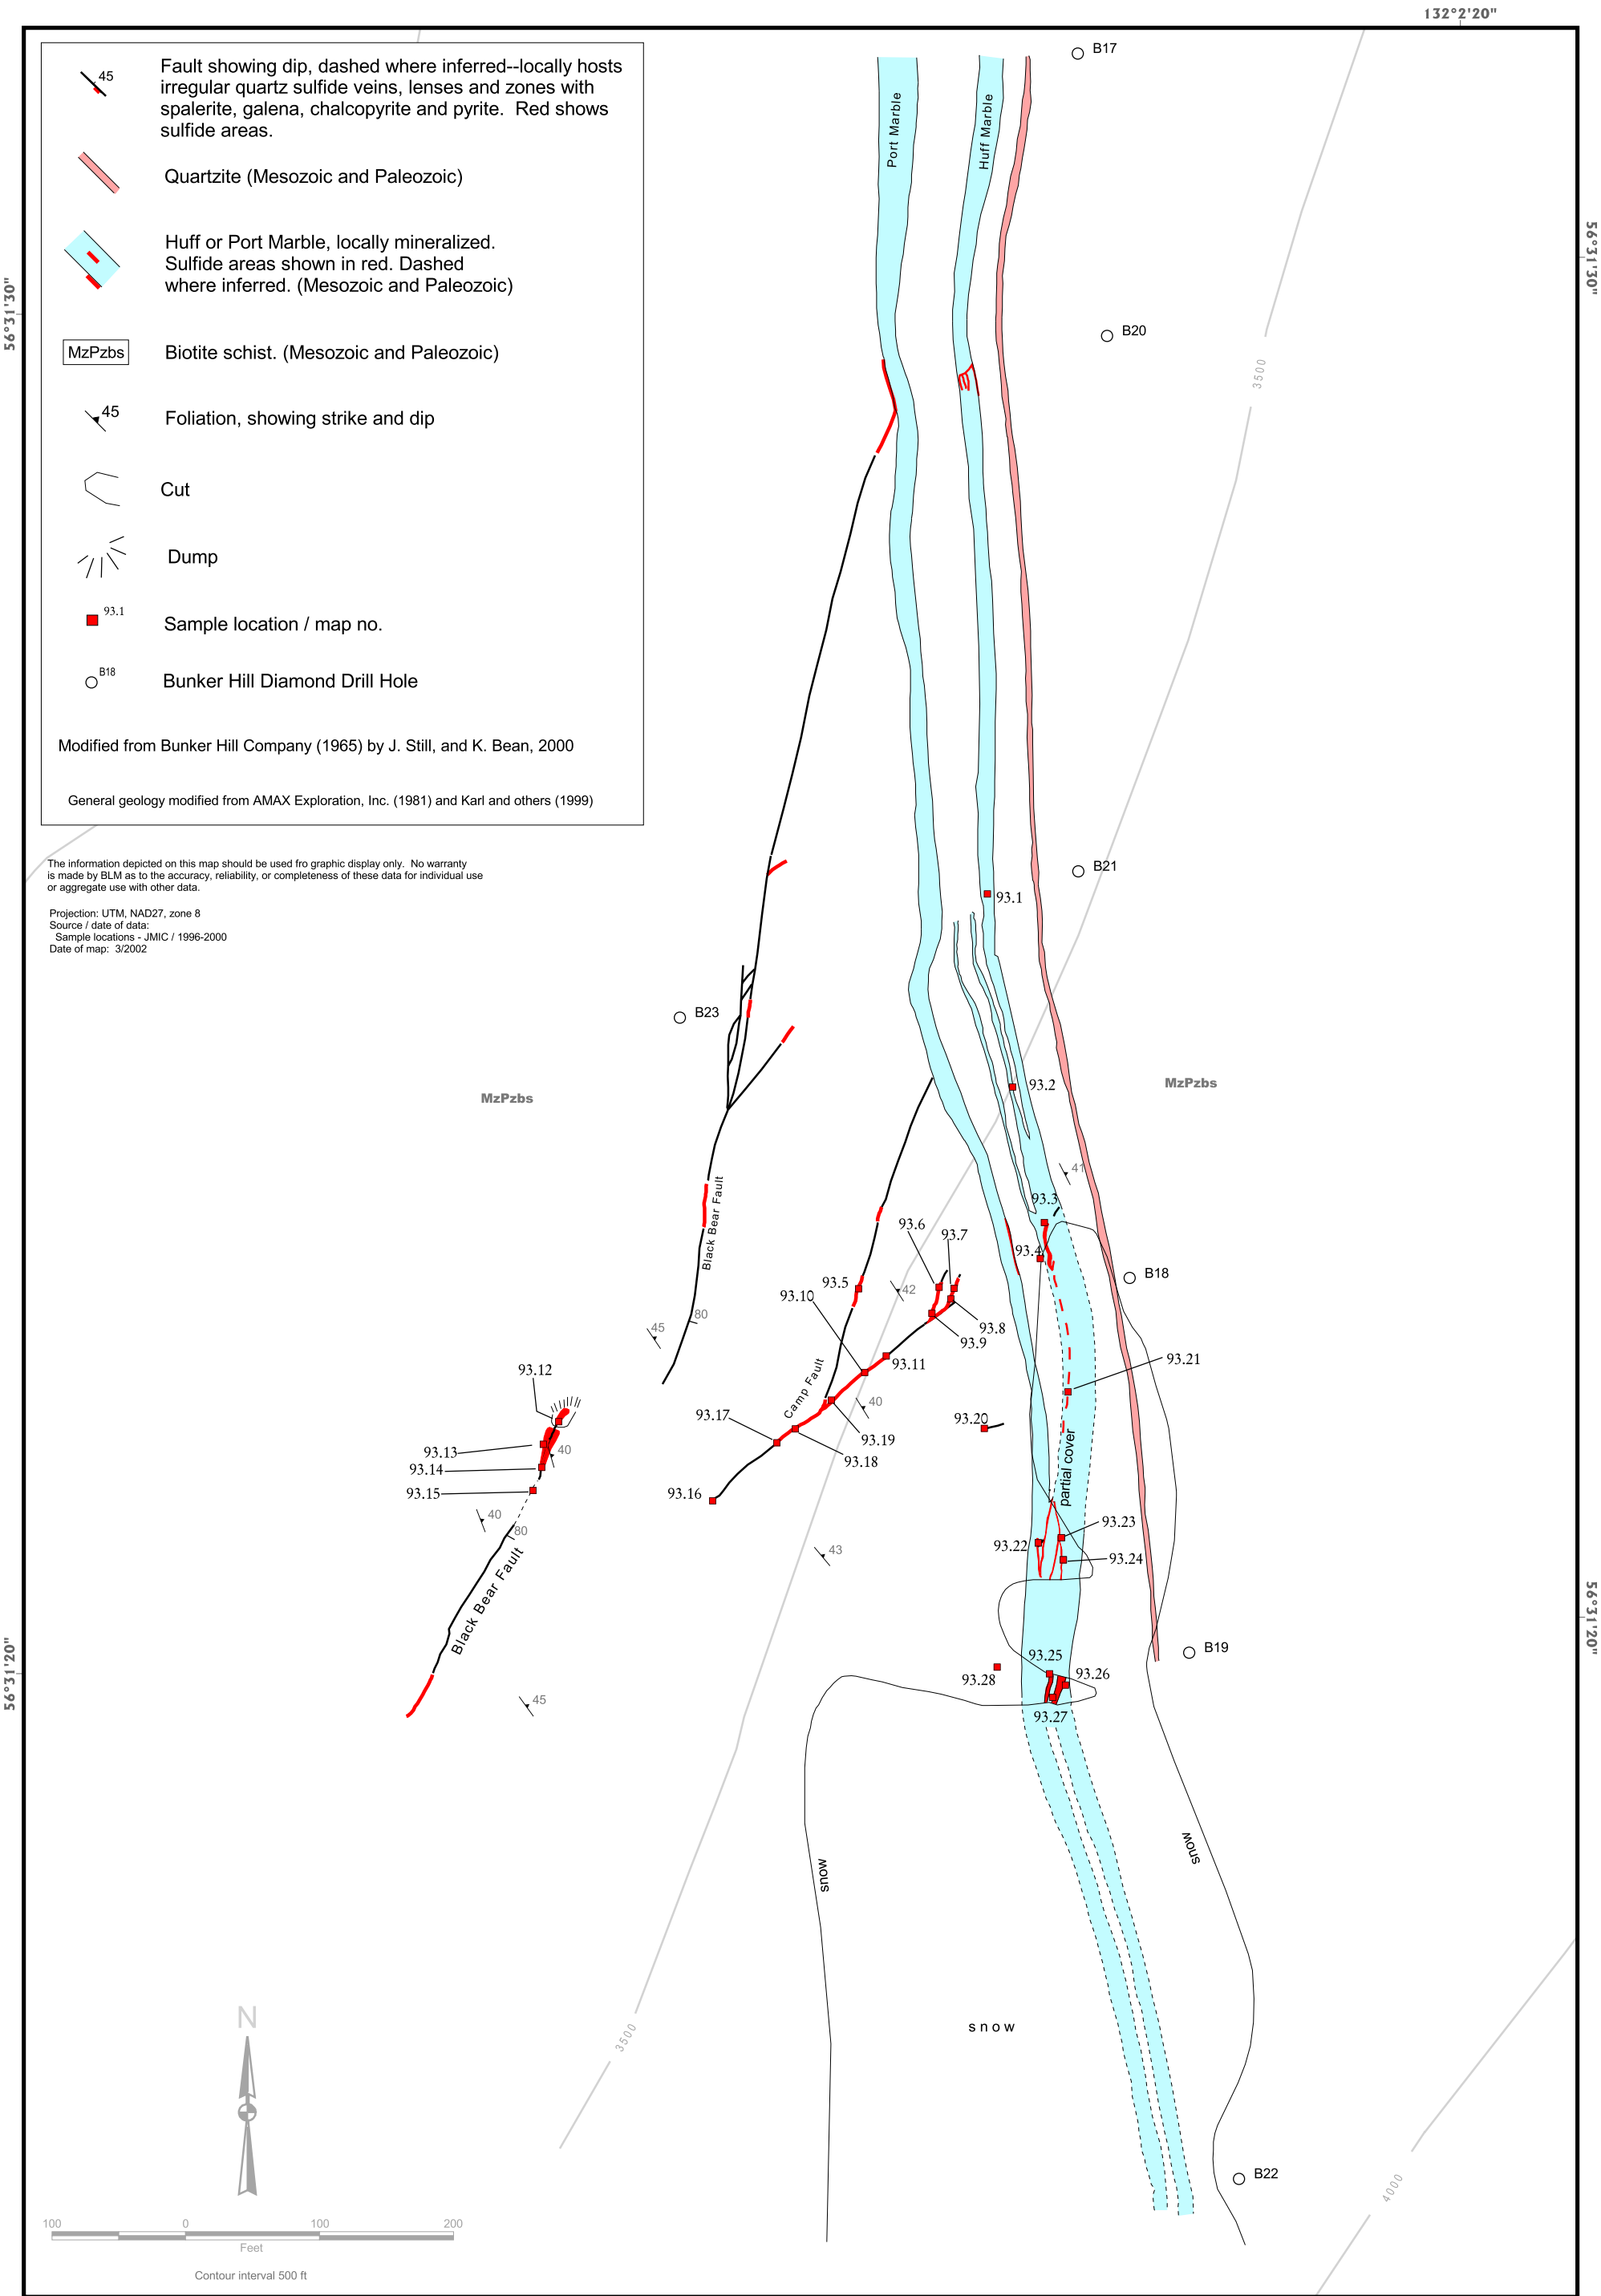 132°2'20"
45
Fault showing dip, dashed where inferred--locally hosts
irregular quartz sulfide veins, lenses and zones with
spalerite, galena, chalcopyrite and pyrite. Red shows
sulfide areas.
Quartzite (Mesozoic and Paleozoic)
Huff or Port Marble, locally mineralized.
Sulfide areas shown in red. Dashed
where inferred. (Mesozoic and Paleozoic)
MzPzbs
Biotite schist. (Mesozoic and Paleozoic)
45
Foliation, showing strike and dip
Cut
Dump
93.1
Sample location / map no.
B18
Bunker Hill Diamond Drill Hole
Modified from Bunker Hill Company (1965) by J. Still, and K. Bean, 2000
General geology modified from AMAX Exploration, Inc. (1981) and Karl and others (1999)
The information depicted on this map should be used fro graphic display only. No warranty
is made by BLM as to the accuracy, reliability, or completeness of these data for individual use
or aggregate use with other data.
Projection: UTM, NAD27, zone 8
Source / date of data:
Sample locations - JMIC / 1996-2000
Date of map: 3/2002
56°31'30"
56°31'30"
Port Marble
Huff Marble
B17
B20
3500
B21
93.1
B23
MzPzbs
MzPzbs
93.2
41
Black Bear Fault
93.3
93.6
93.7
93.4
B18
93.5
42
93.10
80
93.8
45
93.9
93.11
93.21
93.12
Camp Fault
40
93.17
93.20
93.19
93.13
40
93.18
93.14
partial cover
93.15
93.16
40
80
93.23
93.22
43
93.24
Black Bear Fault
56°31'20"
56°31'20"
B19
93.25
93.28
93.26
45
93.27
snow
snow
snow
3500
N
B22
4000
100
0
100
200
Feet
Contour interval 500 ft